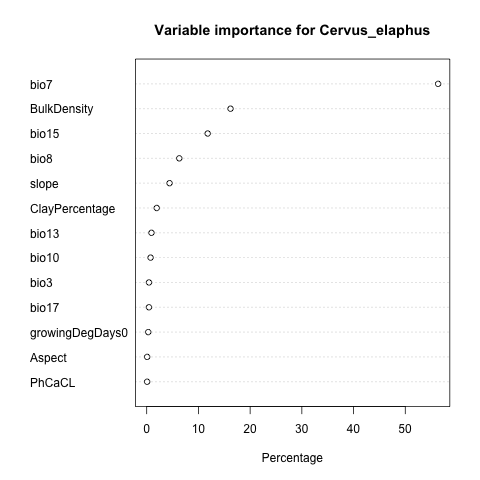 Variable importance for Cervus_elaphus
bio7
BulkDensity
bio15
bio8
slope
ClayPercentage
bio13
bio10
bio3
bio17
growingDegDays0
Aspect
PhCaCL
0 10 20 30 40 50
Percentage